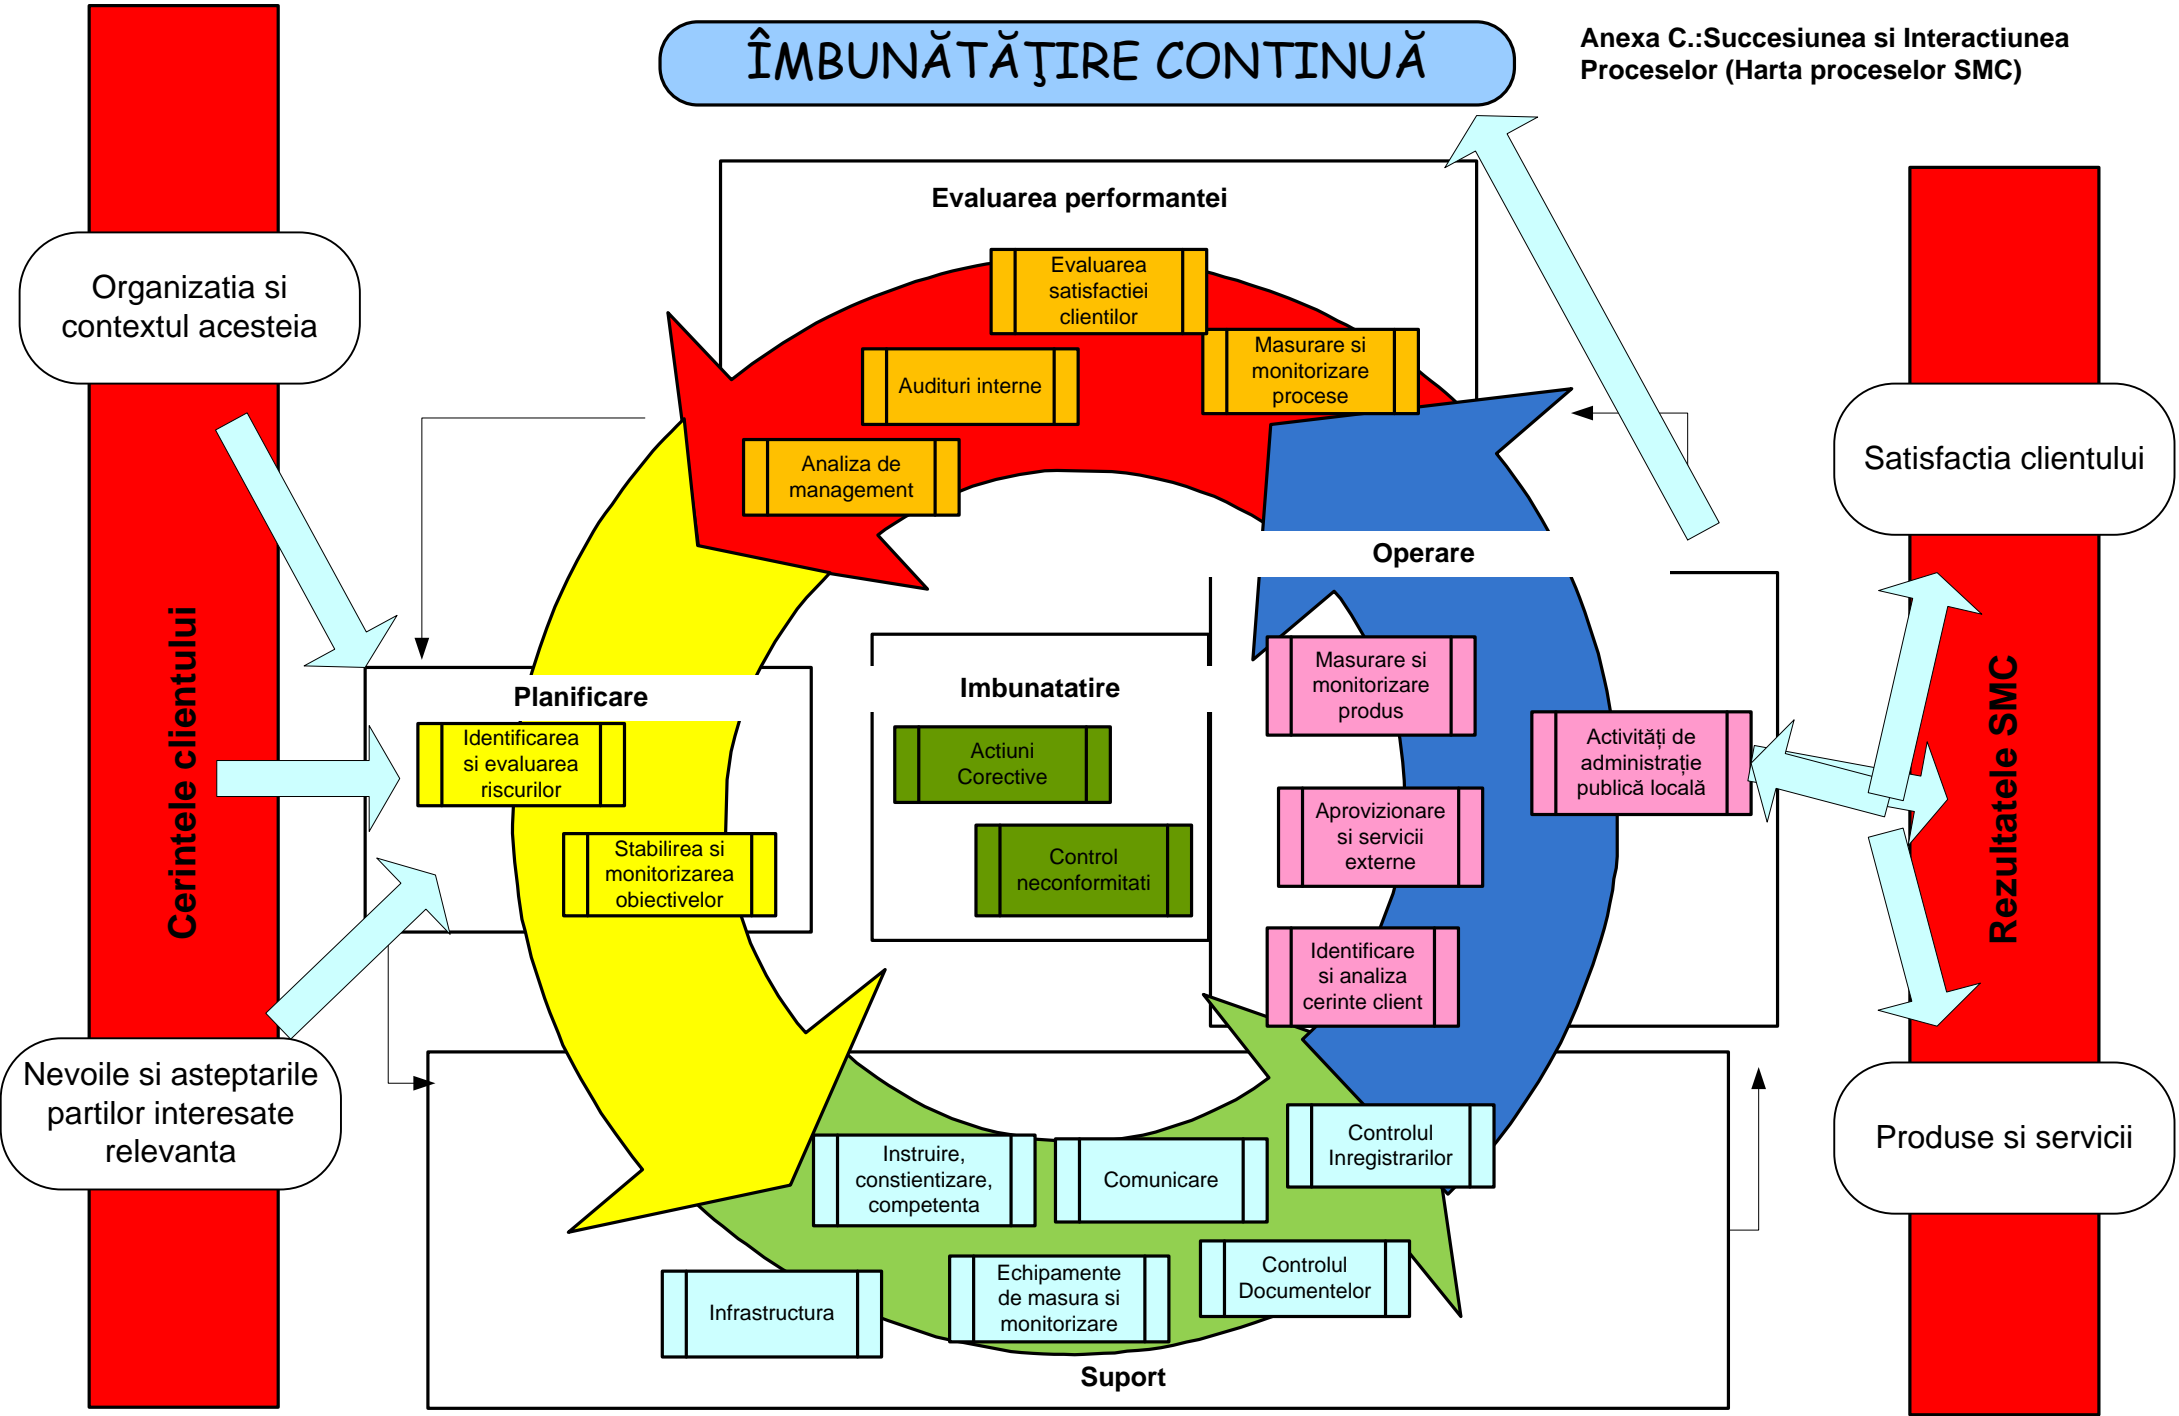 ÎMBUNĂTĂŢIRE CONTINUĂ
Anexa C.:Succesiunea si Interactiunea
Proceselor (Harta proceselor SMC)
Evaluarea performantei
Evaluarea
satisfactiei
clientilor
Masurare si
monitorizare
procese
Audituri interne
Analiza de
management
Organizatia si
contextul acesteia
Cerintele clientului
Nevoile si asteptarile
partilor interesate
relevanta
Planificare
Identificarea
si evaluarea
riscurilor
Stabilirea si
monitorizarea
obiectivelor
Imbunatatire
Actiuni
Corective
Control
neconformitati
Operare
Masurare si
monitorizare
produs
Activități de
administrație
publică locală
Aprovizionare
si servicii
externe
Identificare
si analiza
cerinte client
Satisfactia clientului
Rezultatele SMC
Produse si servicii
Instruire,
constientizare,
competenta
Comunicare
Controlul
Inregistrarilor
Infrastructura
Echipamente
de masura si
monitorizare
Controlul
Documentelor
Suport